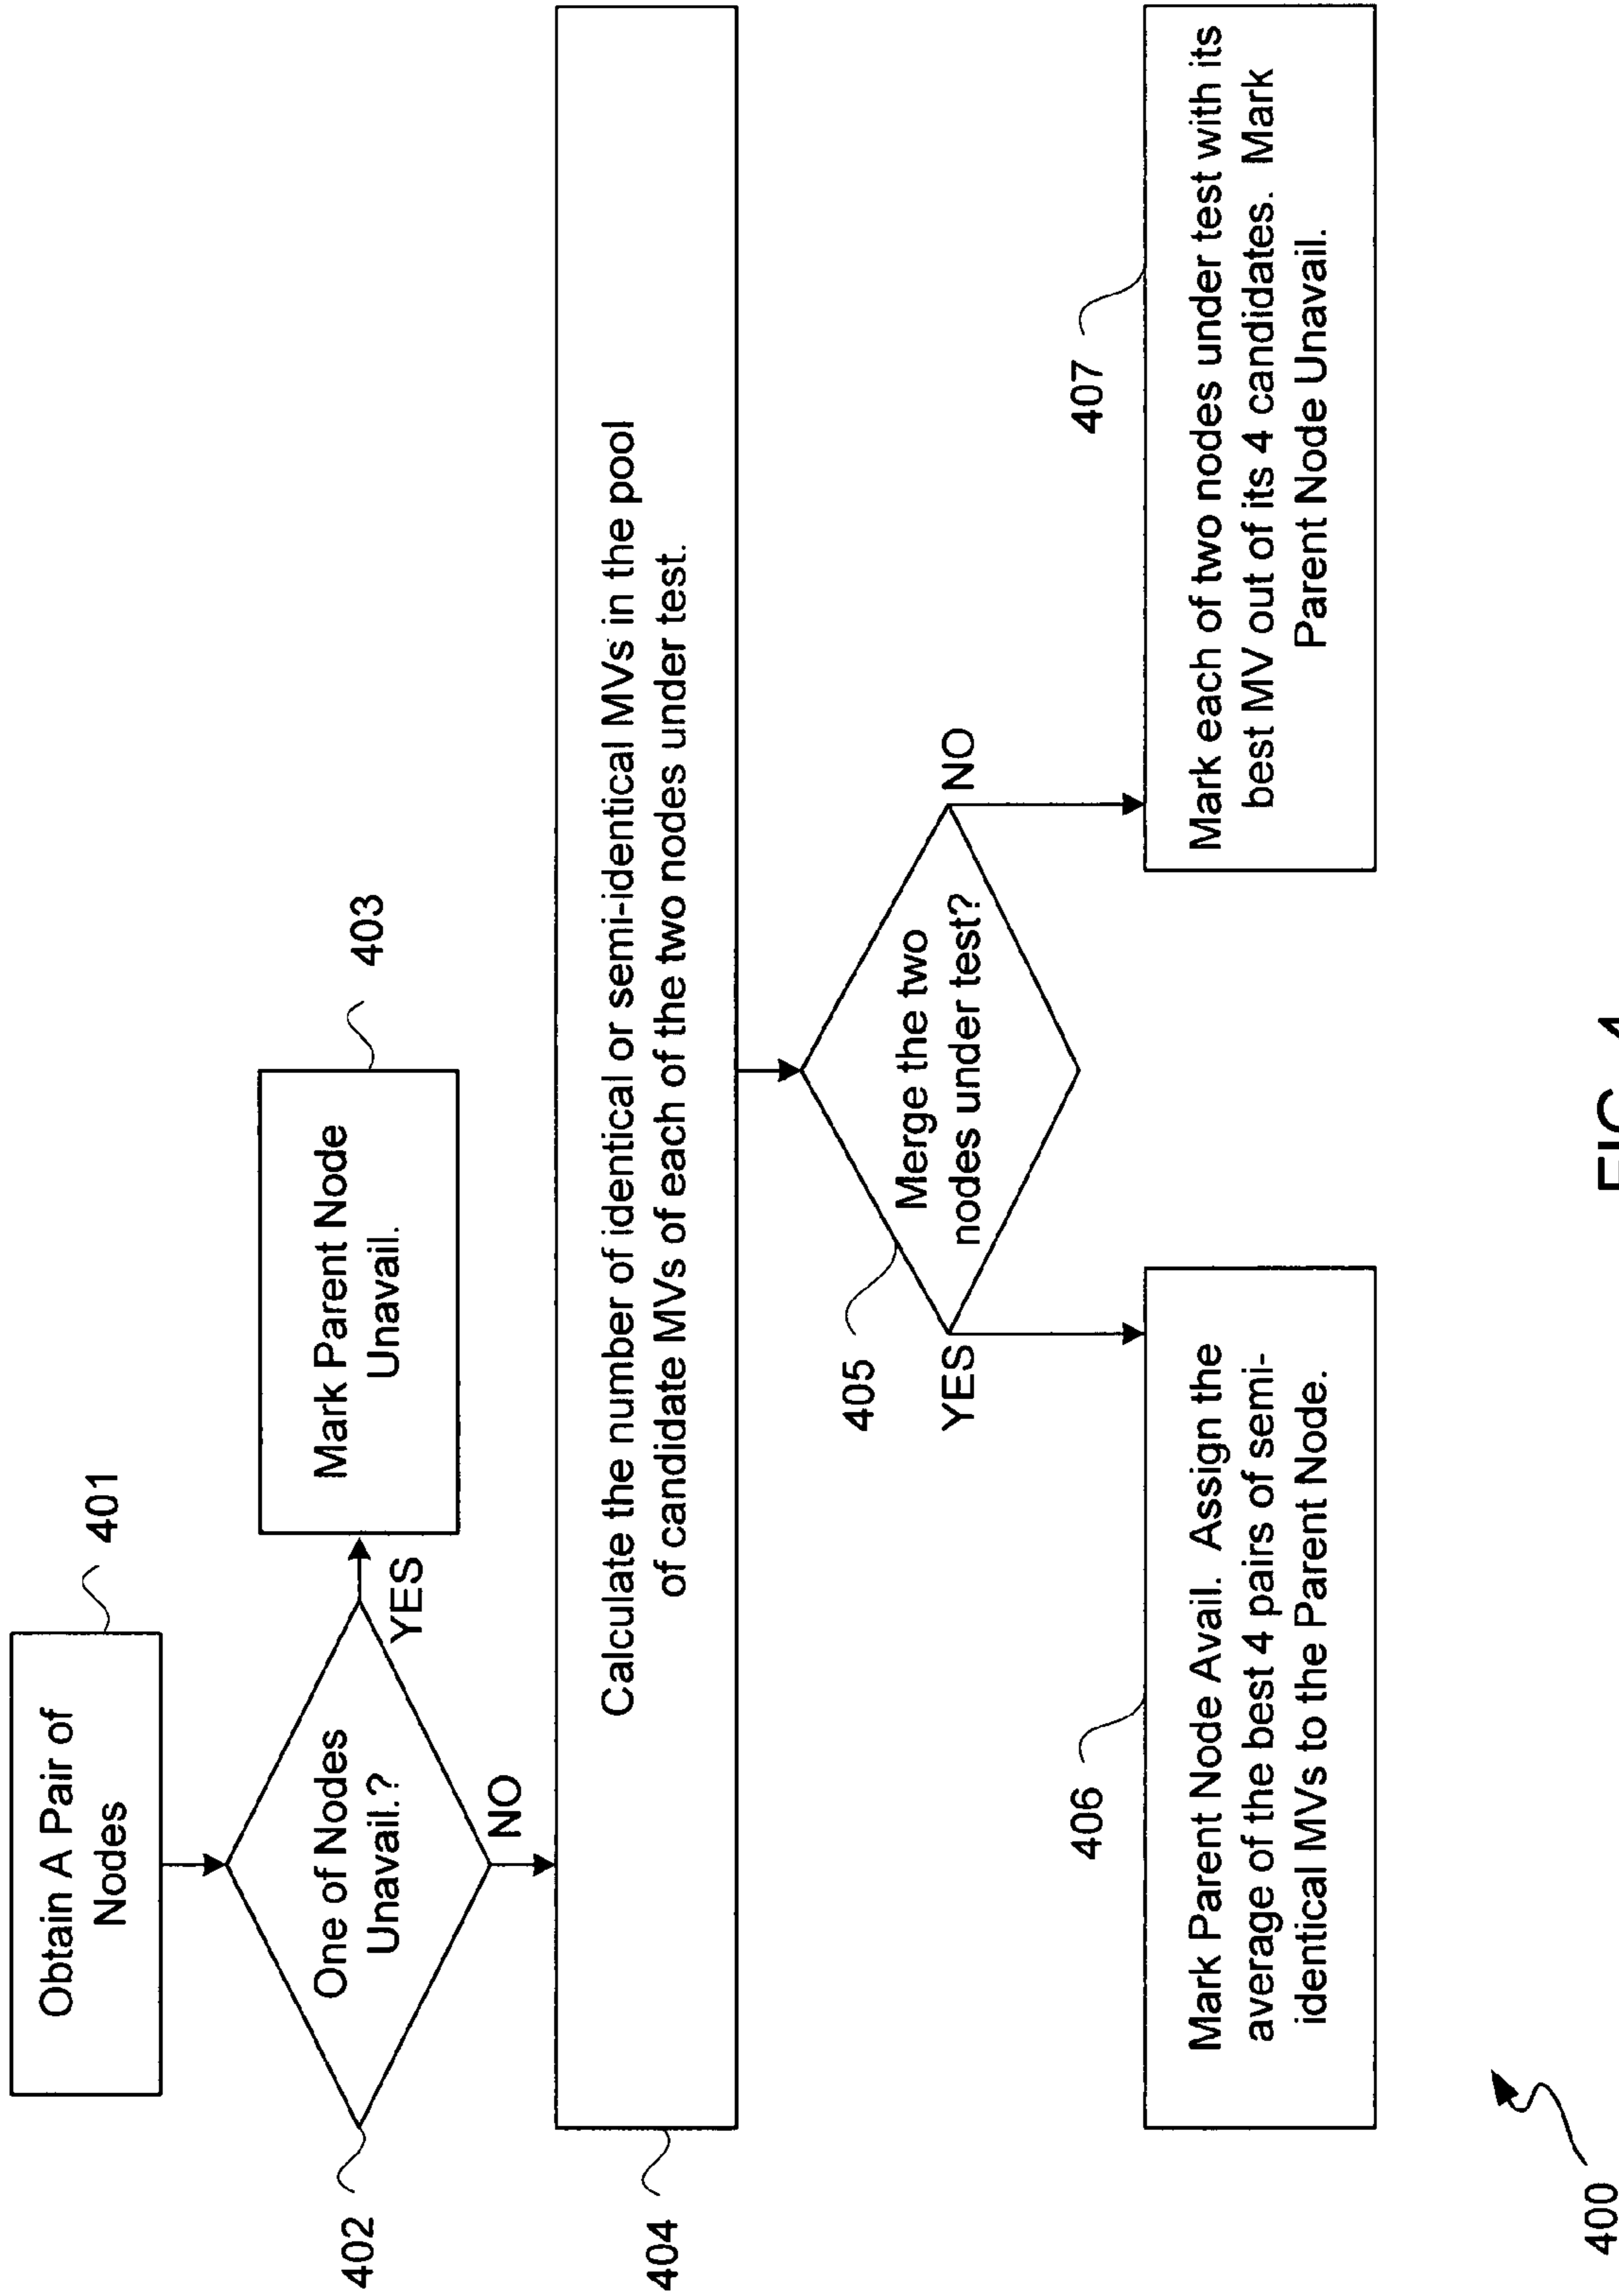 Obtain A Pair of
Nodes
401
One of Nodes
Unavail.?
402
YES
NO
Mark Parent Node
Unavail.
403
Calculate the number of identical or semi-identical MVs in the pool
of candidate MVs of each of the two nodes under test.
404
Merge the two
nodes under test?
405
YES
NO
406
Mark Parent Node Avail. Assign the
average of the best 4 pairs of semi-
identical MVs to the Parent Node.
407
Mark each of two nodes under test with its
best MV out of its 4 candidates. Mark
Parent Node Unavail.
400